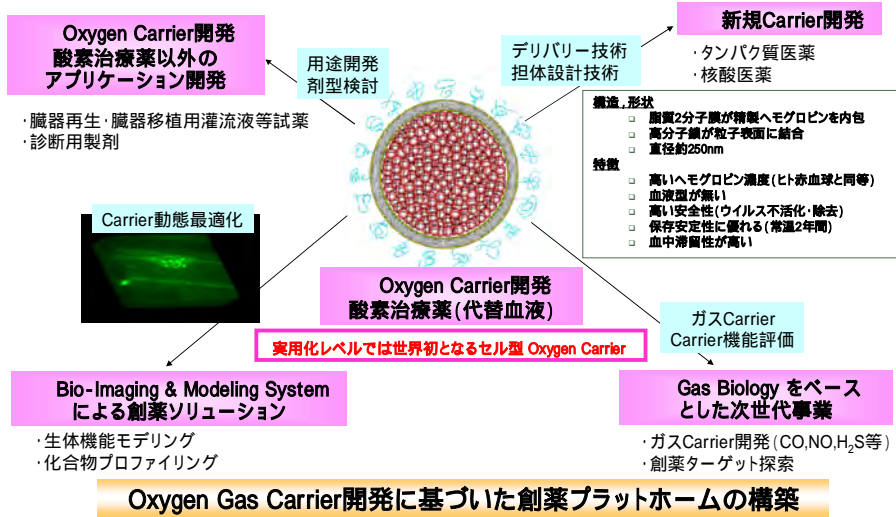 Oxygen Carrier開発
酸素治療薬以外の
アプリケーション開発
・臓器再生・臓器移植用灌流液等試薬
・診断用製剤
用途開発
剤型検討
デリバリー技術
担体設計技術
新規Carrier開発
・タンパク質医薬
・核酸医薬
構造,形状
□ 脂質2分子膜が精製ヘモグロビンを内包
□ 高分子鎖が粒子表面に結合
□ 直径約250nm
特徴
□ 高いヘモグロビン濃度(ヒト赤血球と同等)
□ 血液型が無い
□ 高い安全性(ウイルス不活化・除去)
□ 保存安定性に優れる(常温2年間)
□ 血中滞留性が高い
Carrier動態最適化
Oxygen Carrier開発
酸素治療薬(代替血液)
実用化レベルでは世界初となるセル型 Oxygen Carrier
ガスCarrier
Carrier機能評価
Bio-Imaging & Modeling System
による創薬ソリューション
・生体機能モデリング
・化合物プロファイリング
Gas Biology をベース
とした次世代事業
・ガスCarrier開発(CO,NO,H₂S等)
・創薬ターゲット探索
Oxygen Gas Carrier開発に基づいた創薬プラットホームの構築